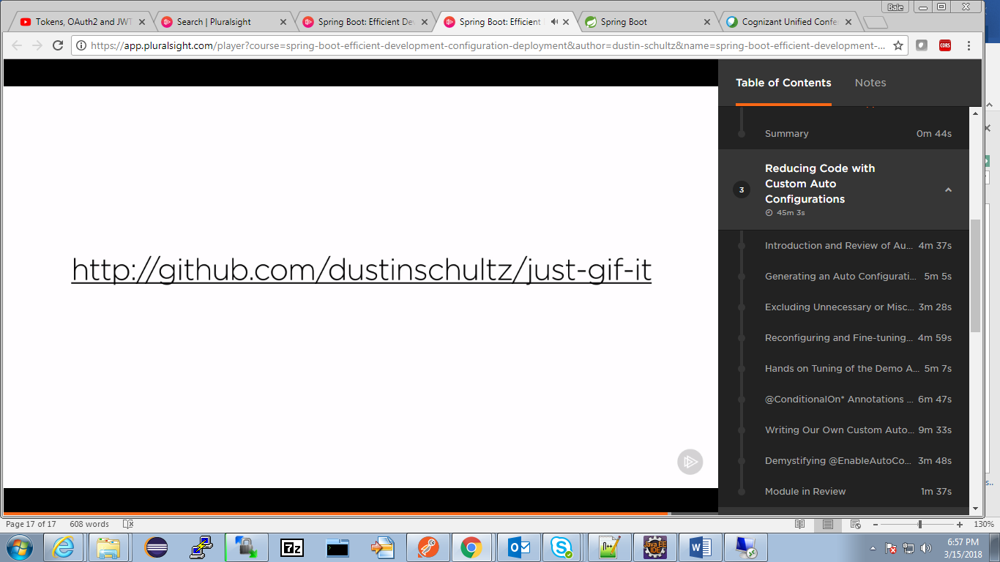 Bale
Tokens, OAuth2 and JWT
Search | Pluralsight
Spring Boot: Efficient De
Spring Boot: Efficient
Spring Boot
Cognizant Unified Confe
https://app.pluralsight.com/player?course=spring-boot-efficient-development-configuration-deployment&author=dustin-schultz&name=spring-boot-efficient-development-...
CORS
http://github.com/dustinschultz/just-gif-it
Table of Contents
Notes
Summary 0m 44s
3
Reducing Code with
Custom Auto
Configurations
45m 3s
Introduction and Review of Au... 4m 37s
Generating an Auto Configurati... 5m 5s
Excluding Unnecessary or Misc... 3m 28s
Reconfiguring and Fine-tuning... 4m 59s
Hands on Tuning of the Demo A... 5m 7s
@ConditionalOn* Annotations ... 6m 47s
Writing Our Own Custom Auto... 9m 33s
Demystifying @EnableAutoCo... 3m 48s
Module in Review 1m 37s
s..
Page 17 of 17 608 words 130%
7z
Java EE
IDE
6:57 PM
3/15/2018